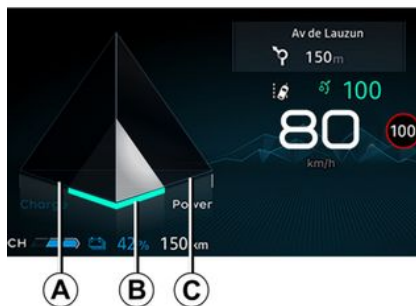 Av de Lauzun
150m
100
80
100
km/h
Charge
Power
CH
42%
150 km
A
B
C